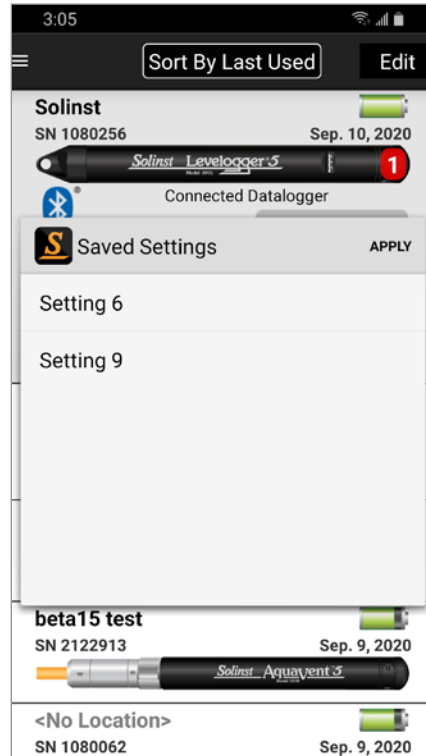 3:05
Sort By Last Used
Edit
Solinst
SN 1080256
Sep. 10, 2020
Solinst Levelogger 5
1
Connected Datalogger
S Saved Settings
APPLY
Setting 6
Setting 9
beta15 test
SN 2122913
Sep. 9, 2020
Solinst Aquavent 5
<No Location>
SN 1080062
Sep. 9, 2020